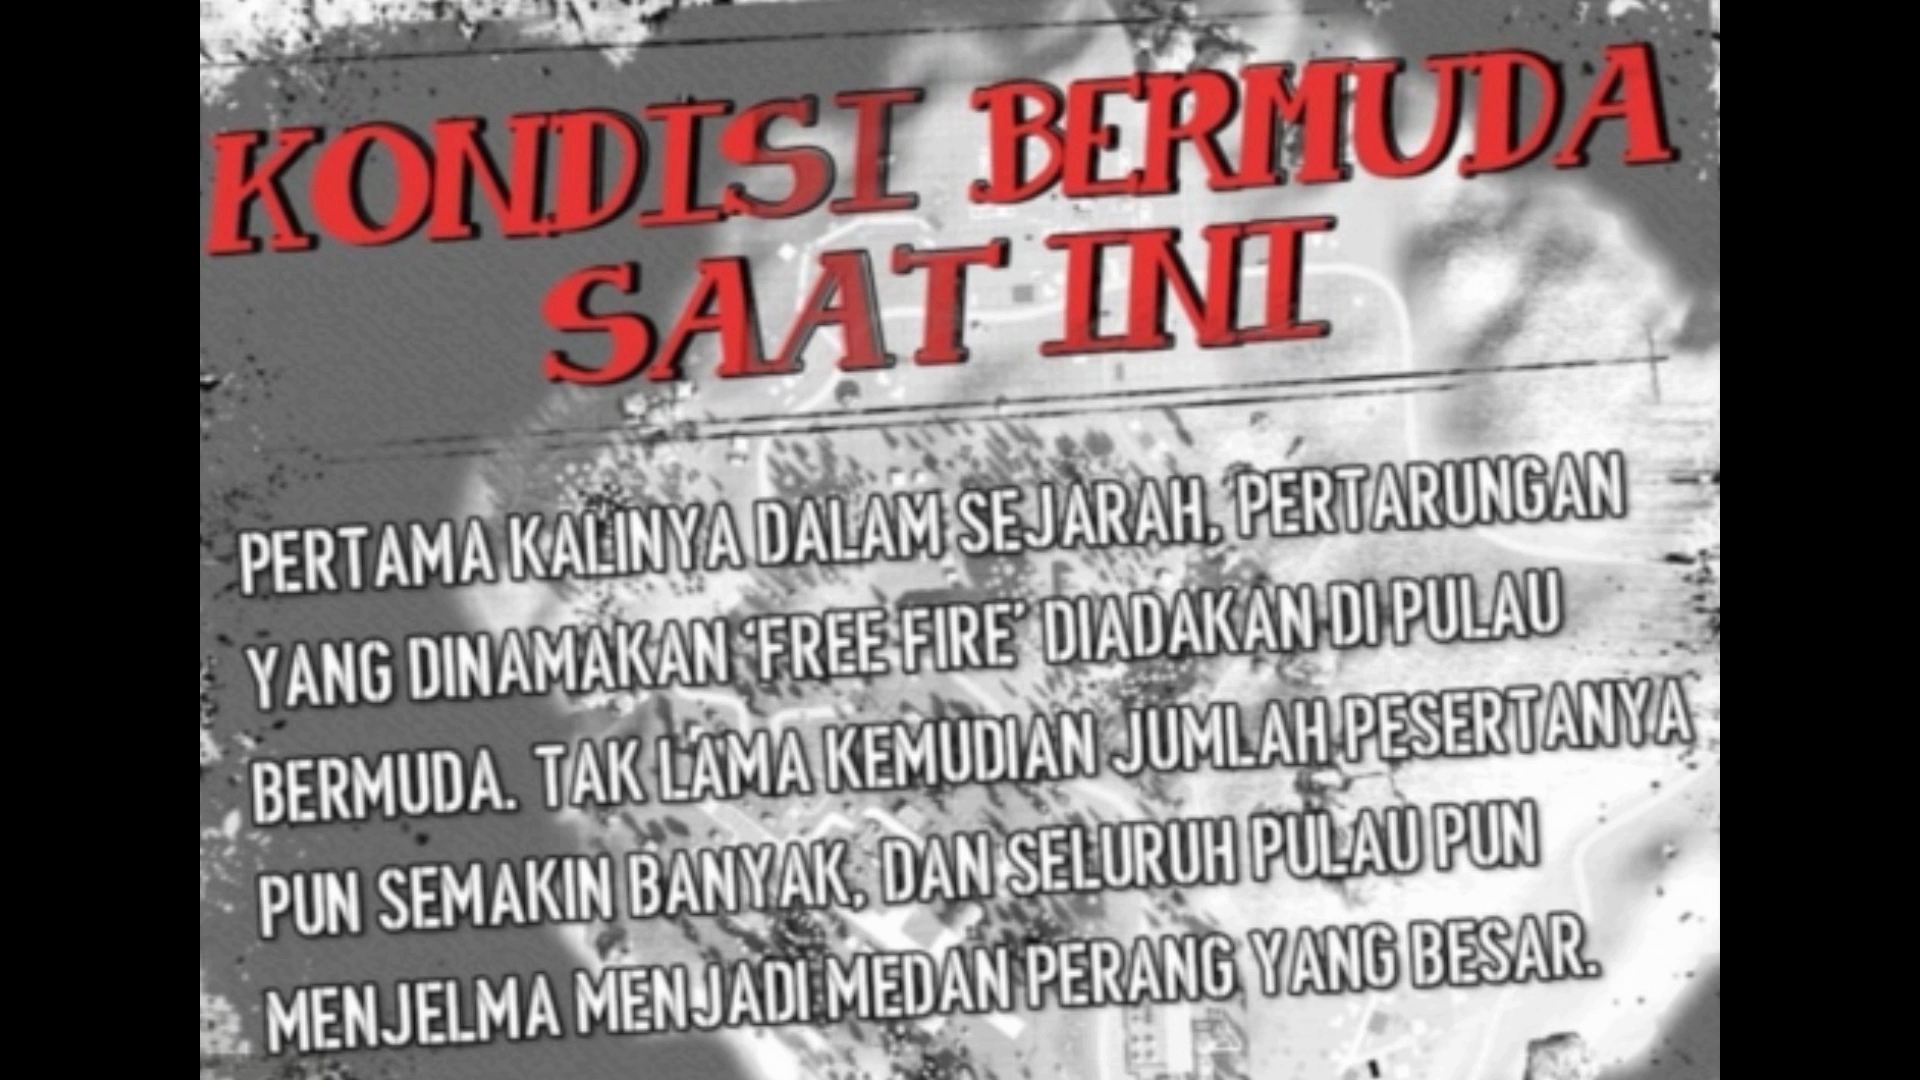 KONDISI BERMUDA
SAAT INI
PERTAMA KALINYA DALAM SEJARAH, PERTARUNGAN
YANG DINAMAKAN 'FREE FIRE' DIADAKAN DI PULAU
BERMUDA. TAK LAMA KEMUDIAN JUMLAH PESERTANYA
PUN SEMAKIN BANYAK, DAN SELURUH PULAU PUN
MENJELMA MENJADI MEDAN PERANG YANG BESAR.